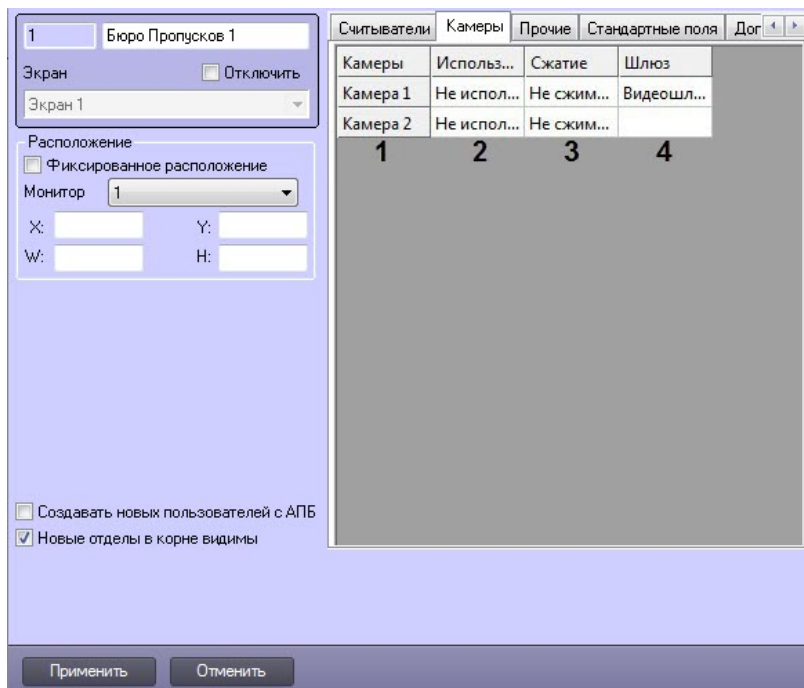 1 Бюро Пропусков 1
Экран Отключить
Экран 1
Расположение
Фиксированное расположение
Монитор 1
X: Y:
W: H:
Создавать новых пользователей с АПБ
Новые отделы в корне видимы
Считыватели Камеры Прочие Стандартные поля Дог
Камеры Использ... Сжатие Шлюз
Камера 1 Не испол... Не сжим... Видеошл...
Камера 2 Не испол... Не сжим...
1 2 3 4
Применить Отменить